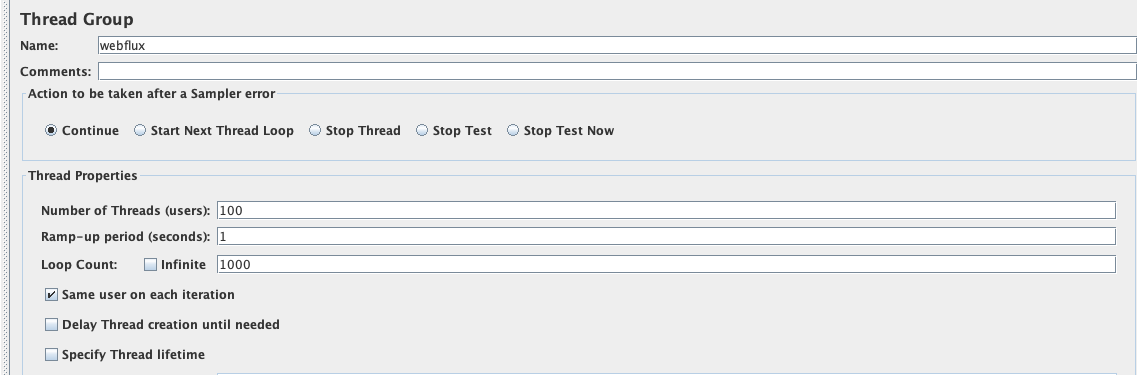 Thread Group
Name: webflux
Comments:
Action to be taken after a Sampler error
Continue Start Next Thread Loop Stop Thread Stop Test Stop Test Now
Thread Properties
Number of Threads (users): 100
Ramp-up period (seconds): 1
Loop Count: Infinite 1000
Same user on each iteration
Delay Thread creation until needed
Specify Thread lifetime